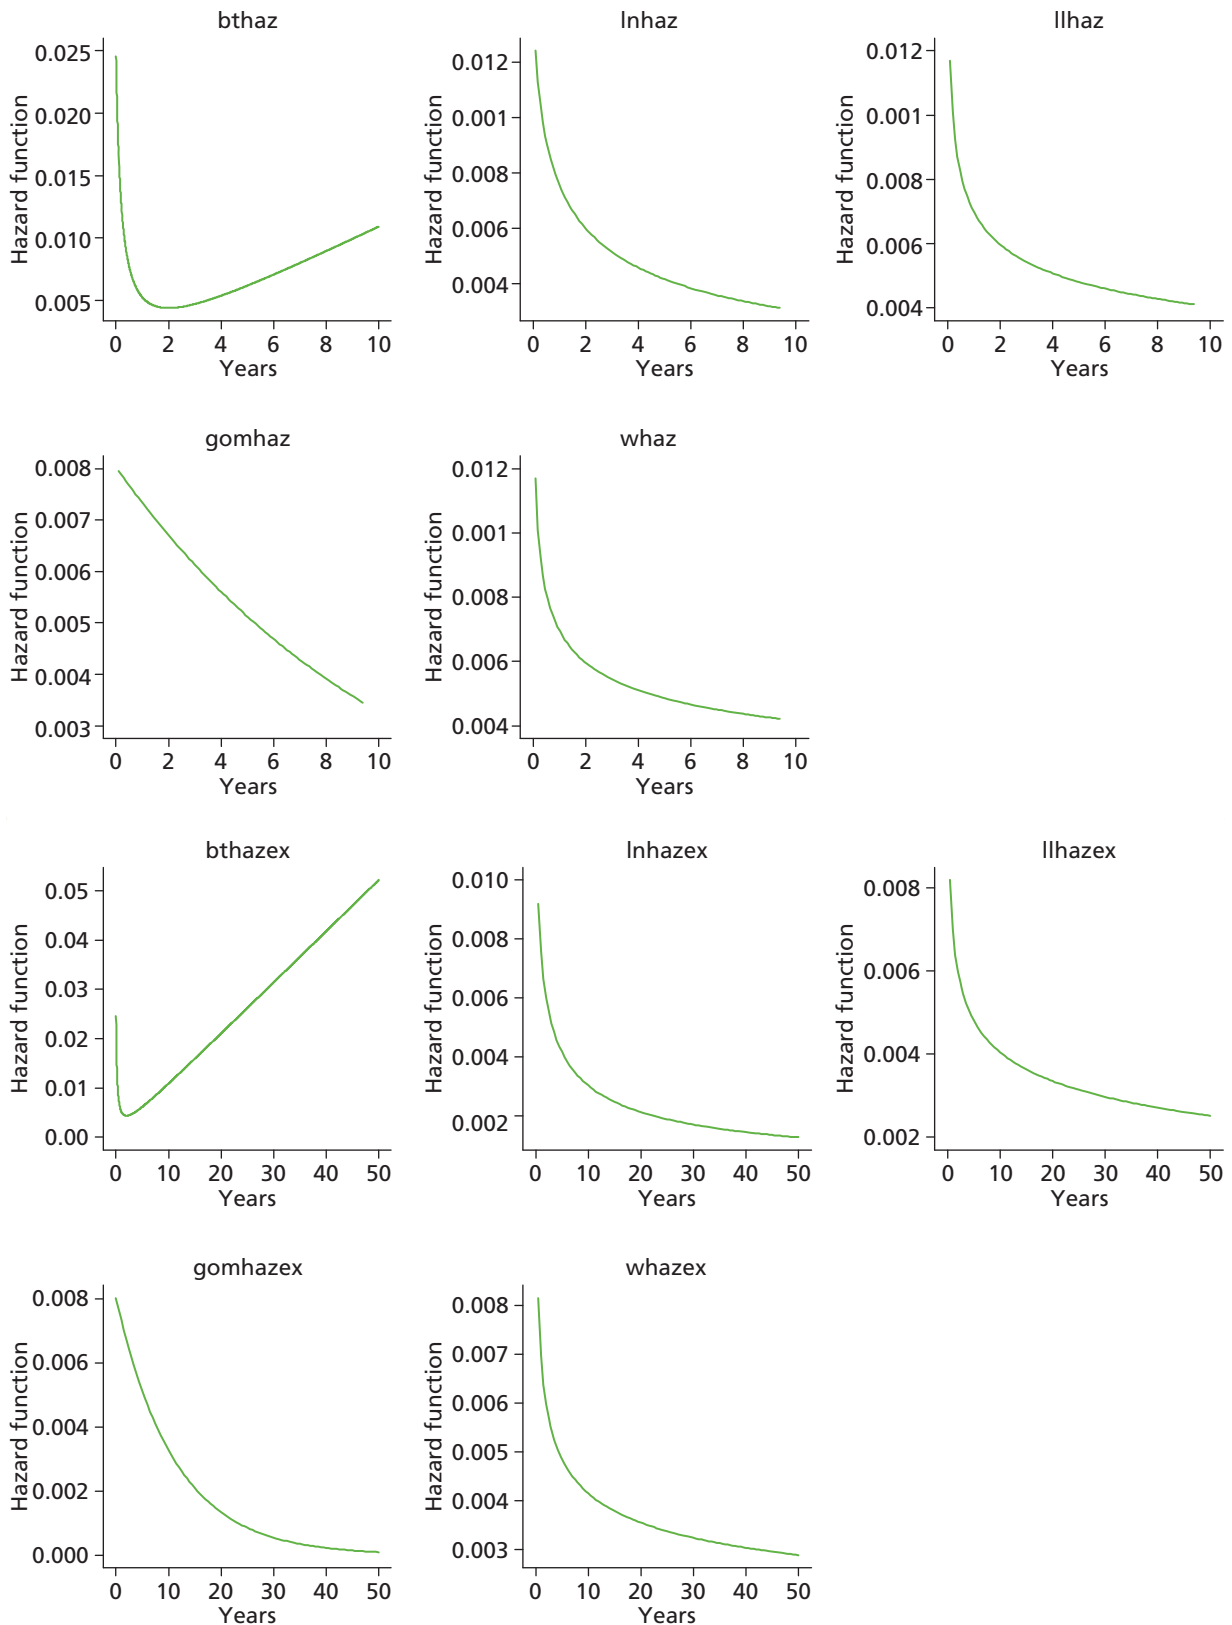 bthaz
Hazard function
0.025
0.020
0.015
0.010
0.005
0 2 4 6 8 10
Years
lnhaz
Hazard function
0.012
0.001
0.008
0.006
0.004
0 2 4 6 8 10
Years
llhaz
Hazard function
0.012
0.001
0.008
0.006
0.004
0 2 4 6 8 10
Years
gomhaz
Hazard function
0.008
0.007
0.006
0.005
0.004
0.003
0 2 4 6 8 10
Years
whaz
Hazard function
0.012
0.001
0.008
0.006
0.004
0 2 4 6 8 10
Years
bthazex
Hazard function
0.05
0.04
0.03
0.02
0.01
0.00
0 10 20 30 40 50
Years
lnhazex
Hazard function
0.010
0.008
0.006
0.004
0.002
0 10 20 30 40 50
Years
llhazex
Hazard function
0.008
0.006
0.004
0.002
0 10 20 30 40 50
Years
gomhazex
Hazard function
0.008
0.006
0.004
0.002
0.000
0 10 20 30 40 50
Years
whazex
Hazard function
0.008
0.007
0.006
0.005
0.004
0.003
0 10 20 30 40 50
Years